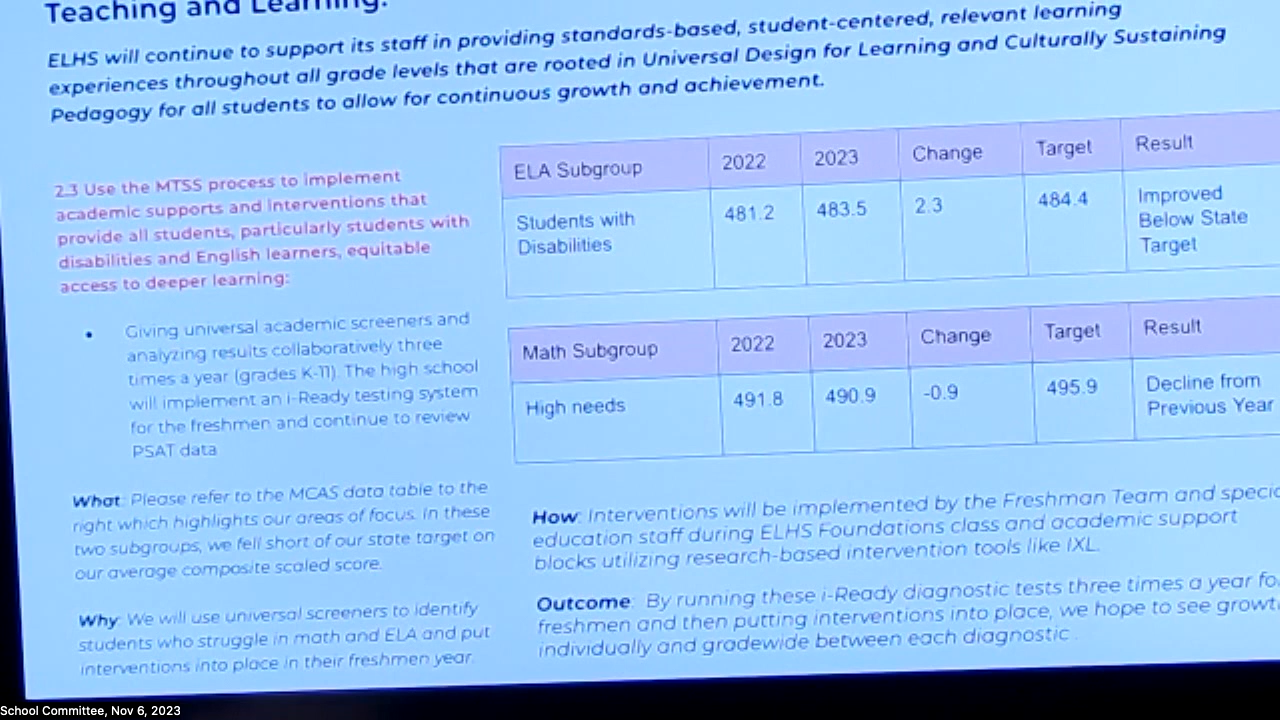 Teaching and Learning:
ELHS will continue to support its staff in providing standards-based, student-centered, relevant learning
experiences throughout all grade levels that are rooted in Universal Design for Learning and Culturally Sustaining
Pedagogy for all students to allow for continuous growth and achievement.
2.3 Use the MTSS process to implement
academic supports and interventions that
provide all students, particularly students with
disabilities and English learners, equitable
access to deeper learning:
• Giving universal academic screeners and
analyzing results collaboratively three
times a year (grades K-11). The high school
will implement an i-Ready testing system
for the freshmen and continue to review
PSAT data
What: Please refer to the MCAS data table to the
right which highlights our areas of focus. In these
two subgroups, we fell short of our state target on
our average composite scaled score.
Why: We will use universal screeners to identify
students who struggle in math and ELA and put
interventions into place in their freshmen year.
ELA Subgroup 2022 2023 Change Target Result
Students with Disabilities 481.2 483.5 2.3 484.4 Improved
Below State
Target
Math Subgroup 2022 2023 Change Target Result
High needs 491.8 490.9 -0.9 495.9 Decline from
Previous Year
How: Interventions will be implemented by the Freshman Team and
education staff during ELHS Foundations class and academic support
blocks utilizing research-based intervention tools like IXL.
Outcome: By running these i-Ready diagnostic tests three times a year
freshmen and then putting interventions into place, we hope to see
individually and gradewide between each diagnostic.
School Committee, Nov 6, 2023